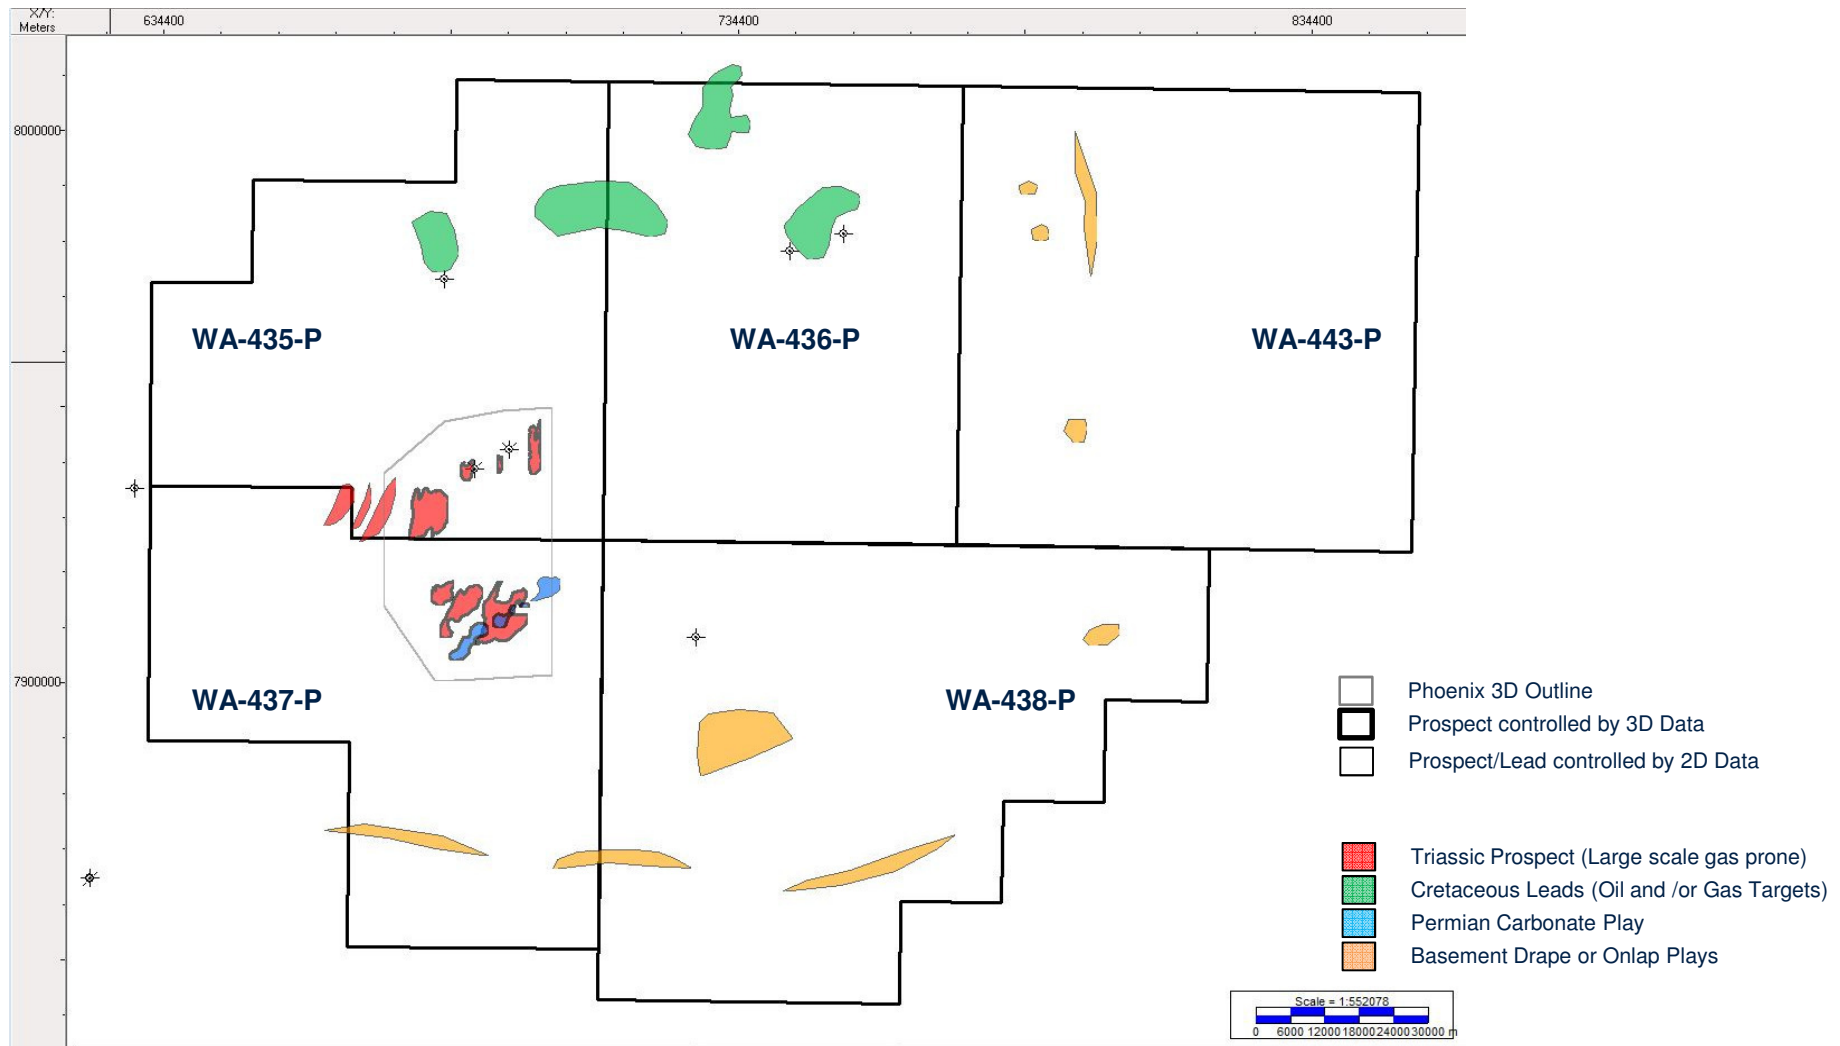 X/Y:
Meters
634400
734400
834400
8000000
7900000
WA-435-P
WA-436-P
WA-443-P
WA-437-P
WA-438-P
Phoenix 3D Outline
Prospect controlled by 3D Data
Prospect/Lead controlled by 2D Data
Triassic Prospect (Large scale gas prone)
Cretaceous Leads (Oil and /or Gas Targets)
Permian Carbonate Play
Basement Drape or Onlap Plays
Scale = 1:552078
0 6000 12000 18000 24000 30000 m